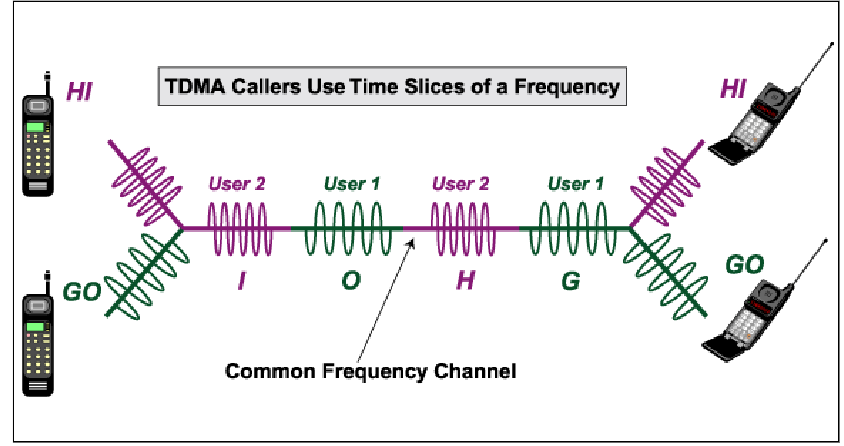 TDMA Callers Use Time Slices of a Frequency
HI
HI
User 2 User 1 User 2 User 1
GO
I O H G
GO
Common Frequency Channel